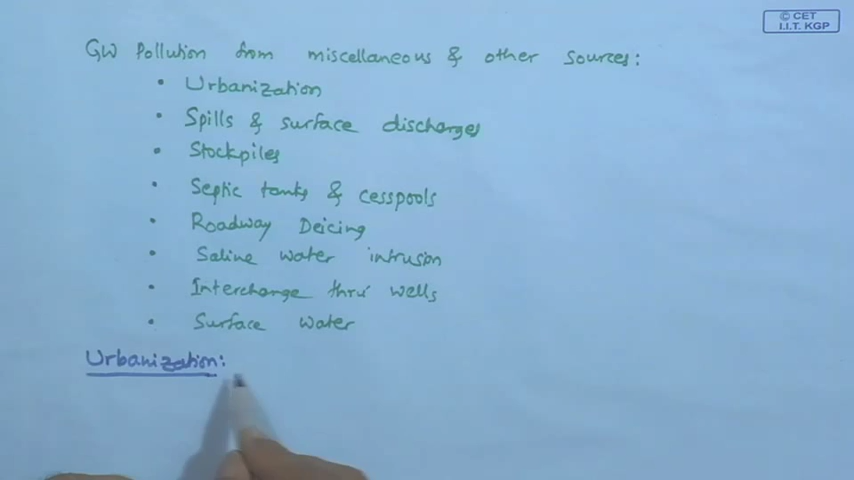 © CET
I.I.T. KGP
GW Pollution from miscellaneous & other sources:
• Urbanization
• Spills & surface discharges
• Stockpiles
• Septic tanks & cesspools
• Roadway Deicing
• Saline water intrusion
• Interchange thru wells
• Surface water
Urbanization: